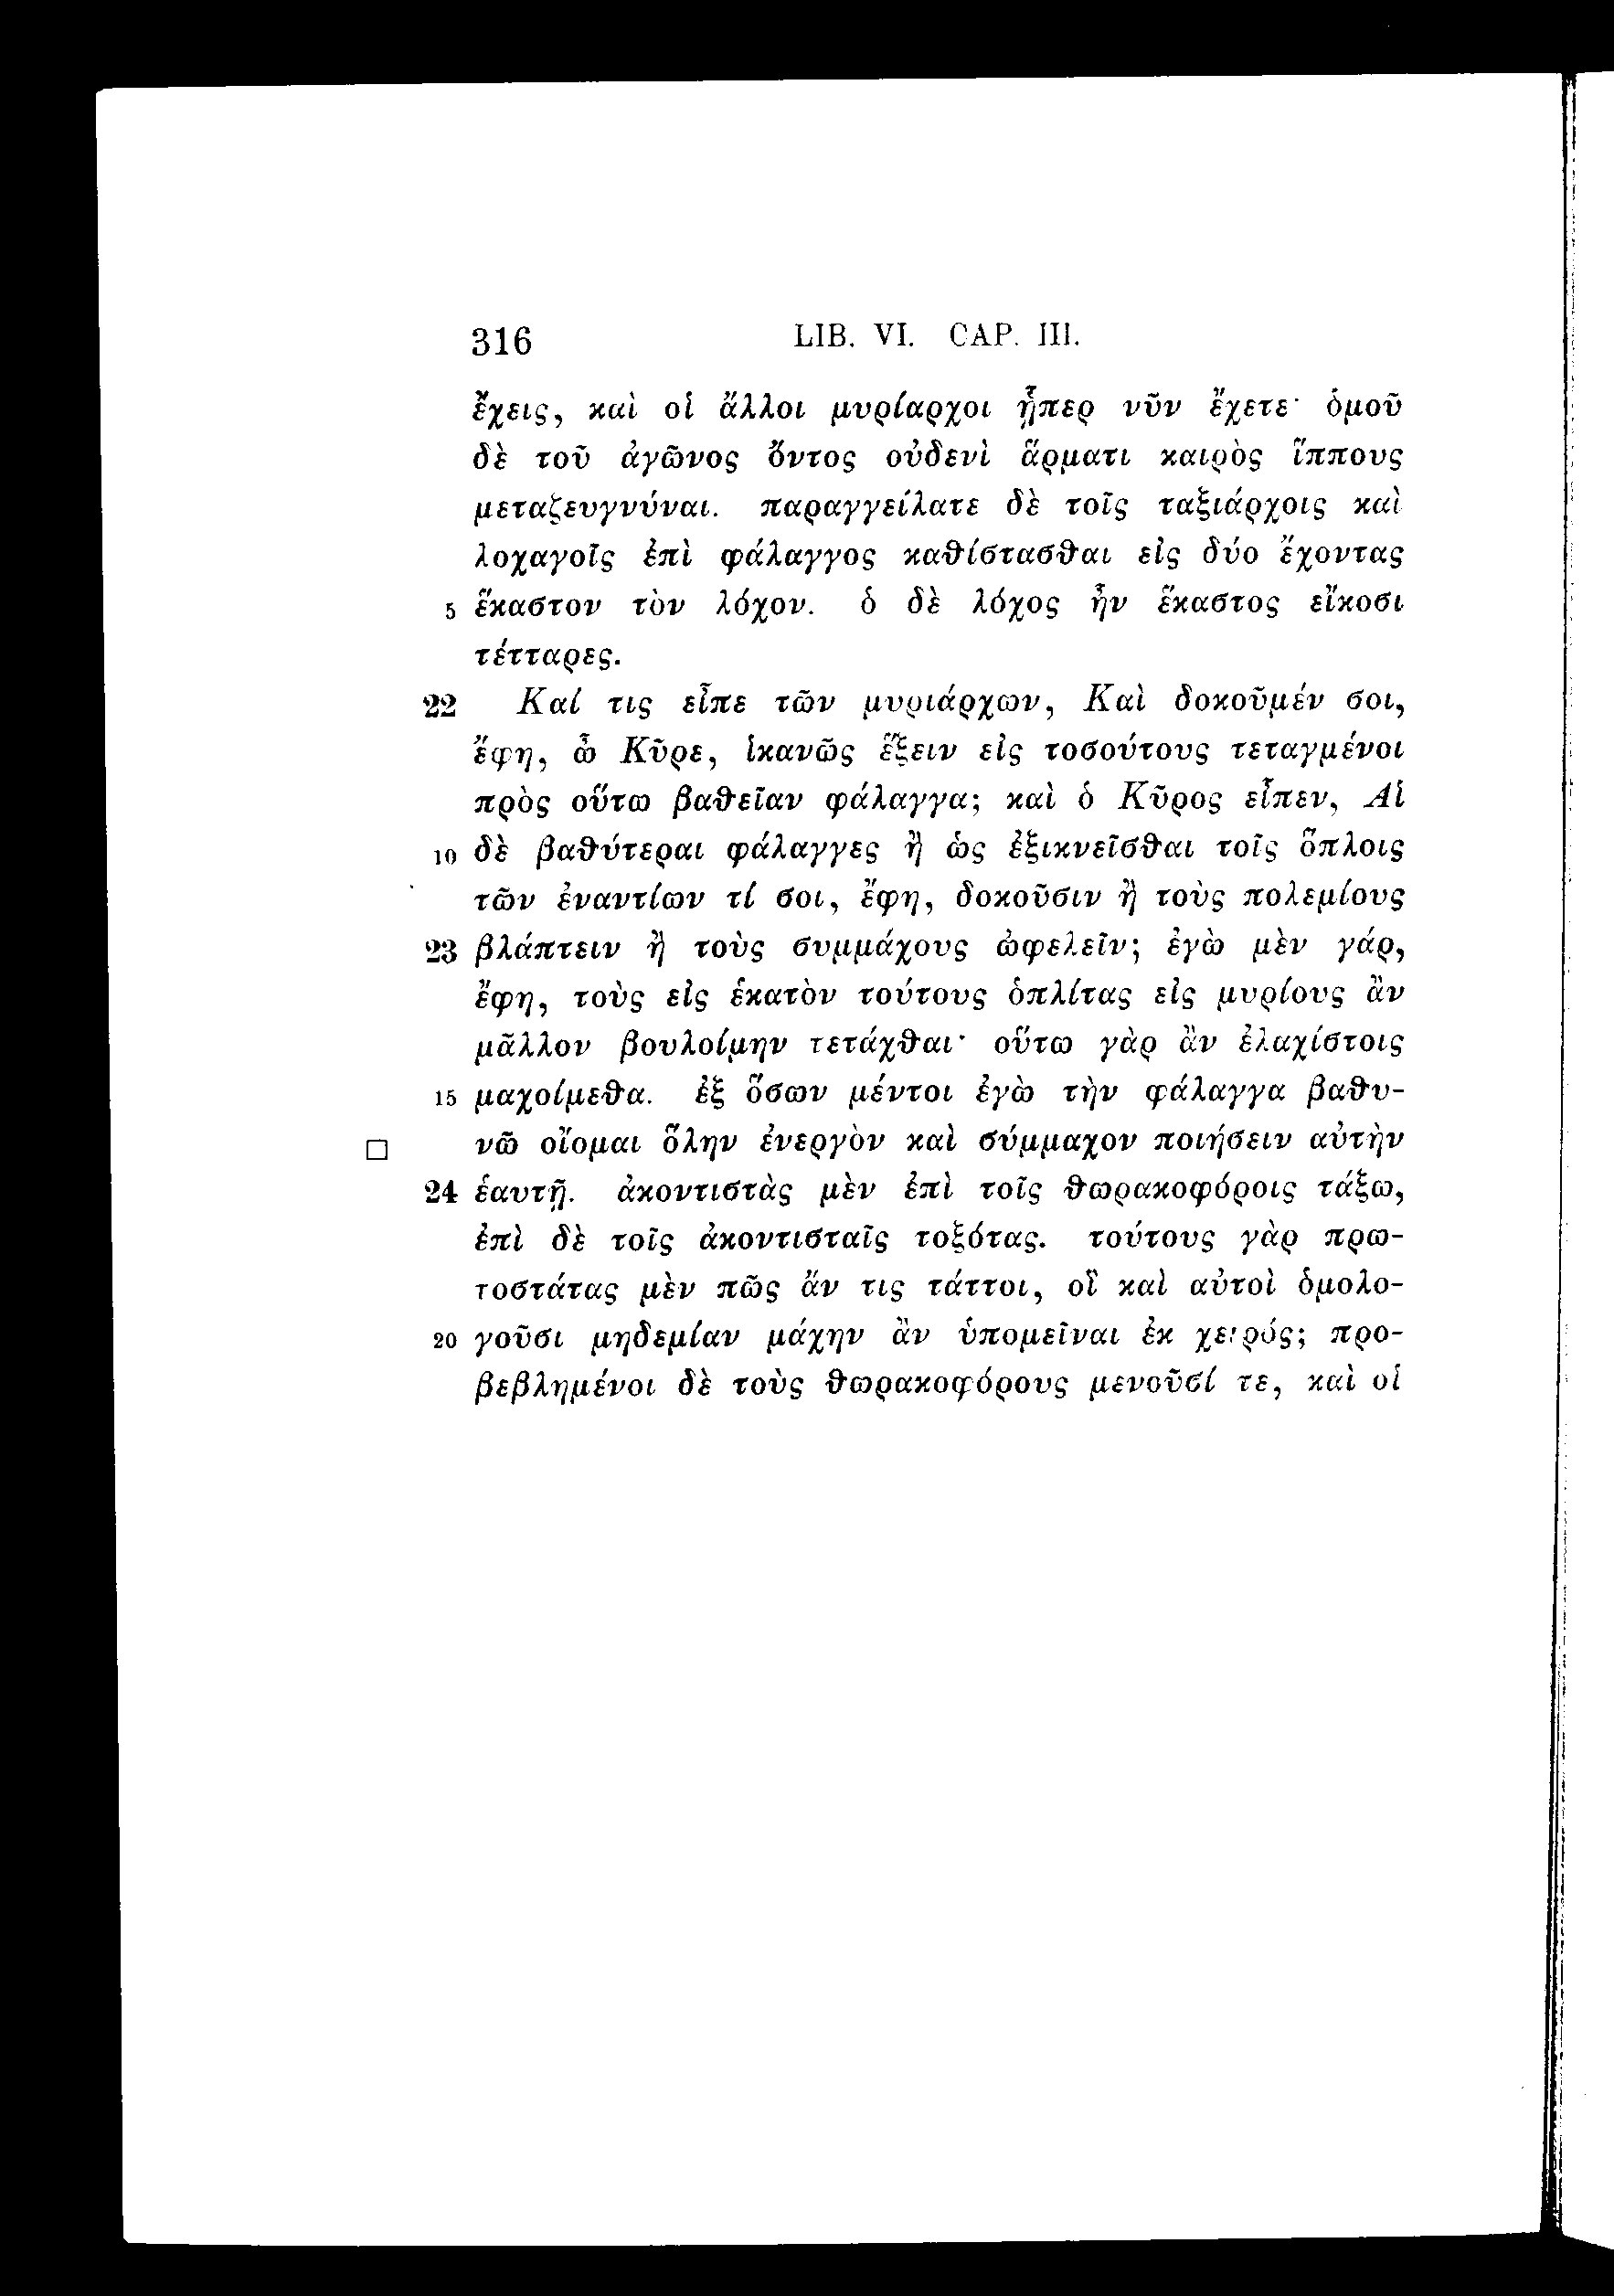 316 LIB. VI. CAP. III.
ἔχεις, καὶ οἱ ἄλλοι μυρίαρχοι ᾗπερ νῦν ἔχετε· ὁμοῦ
δὲ τοῦ ἀγῶνος ὄντος οὐδενὶ ἅρματι καιρὸς ἵππους
μεταζευγνύναι. παραγγείλατε δὲ τοῖς ταξιάρχοις καὶ
λοχαγοῖς ἐπὶ φάλαγγος καθίστασθαι εἰς δύο ἔχοντας
5 ἕκαστον τὸν λόχον. ὁ δὲ λόχος ἦν ἕκαστος εἴκοσι
τέτταρες.
22 Καί τις εἶπε τῶν μυριάρχων, Καὶ δοκοῦμέν σοι,
ἔφη, ὦ Κῦρε, ἱκανῶς ἕξειν εἰς τοσούτους τεταγμένοι
πρὸς οὕτω βαθεῖαν φάλαγγα; καὶ ὁ Κῦρος εἶπεν, Αἱ
10 δὲ βαθύτεραι φάλαγγες ἢ ὡς ἐξικνεῖσθαι τοῖς ὅπλοις
τῶν ἐναντίων τί σοι, ἔφη, δοκοῦσιν ἢ τοὺς πολεμίους
23 βλάπτειν ἢ τοὺς συμμάχους ὠφελεῖν; ἐγὼ μὲν γάρ,
ἔφη, τοὺς εἰς ἑκατὸν τούτους ὁπλίτας εἰς μυρίους ἂν
μᾶλλον βουλοίμην τετάχθαι· οὕτω γὰρ ἂν ἐλαχίστοις
15 μαχοίμεθα. ἐξ ὅσων μέντοι ἐγὼ τὴν φάλαγγα βαθυ-
νῶ οἴομαι ὅλην ἐνεργὸν καὶ σύμμαχον ποιήσειν αὐτὴν
24 ἑαυτῇ. ἀκοντιστὰς μὲν ἐπὶ τοῖς θωρακοφόροις τάξω,
ἐπὶ δὲ τοῖς ἀκοντισταῖς τοξότας. τούτους γὰρ πρω-
τοστάτας μὲν πῶς ἄν τις τάττοι, οἳ καὶ αὐτοὶ ὁμολο-
20 γοῦσι μηδεμίαν μάχην ἂν ὑπομεῖναι ἐκ χειρός; προ-
βεβλημένοι δὲ τοὺς θωρακοφόρους μενοῦσί τε, καὶ οἱ